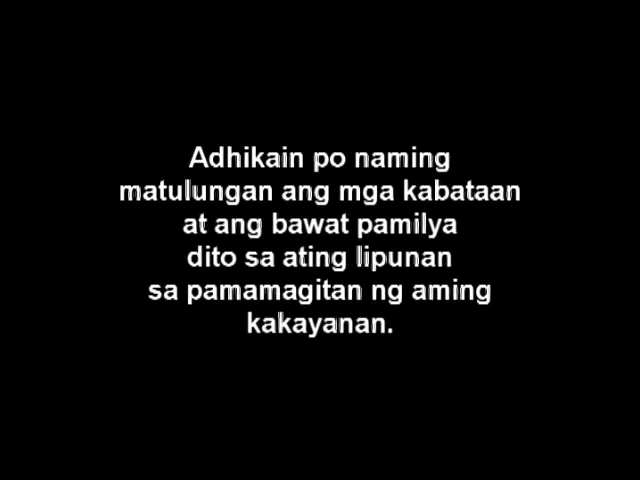 Adhikain po naming
matulungan ang mga kabataan
at ang bawat pamilya
dito sa ating lipunan
sa pamamagitan ng aming
kakayanan.